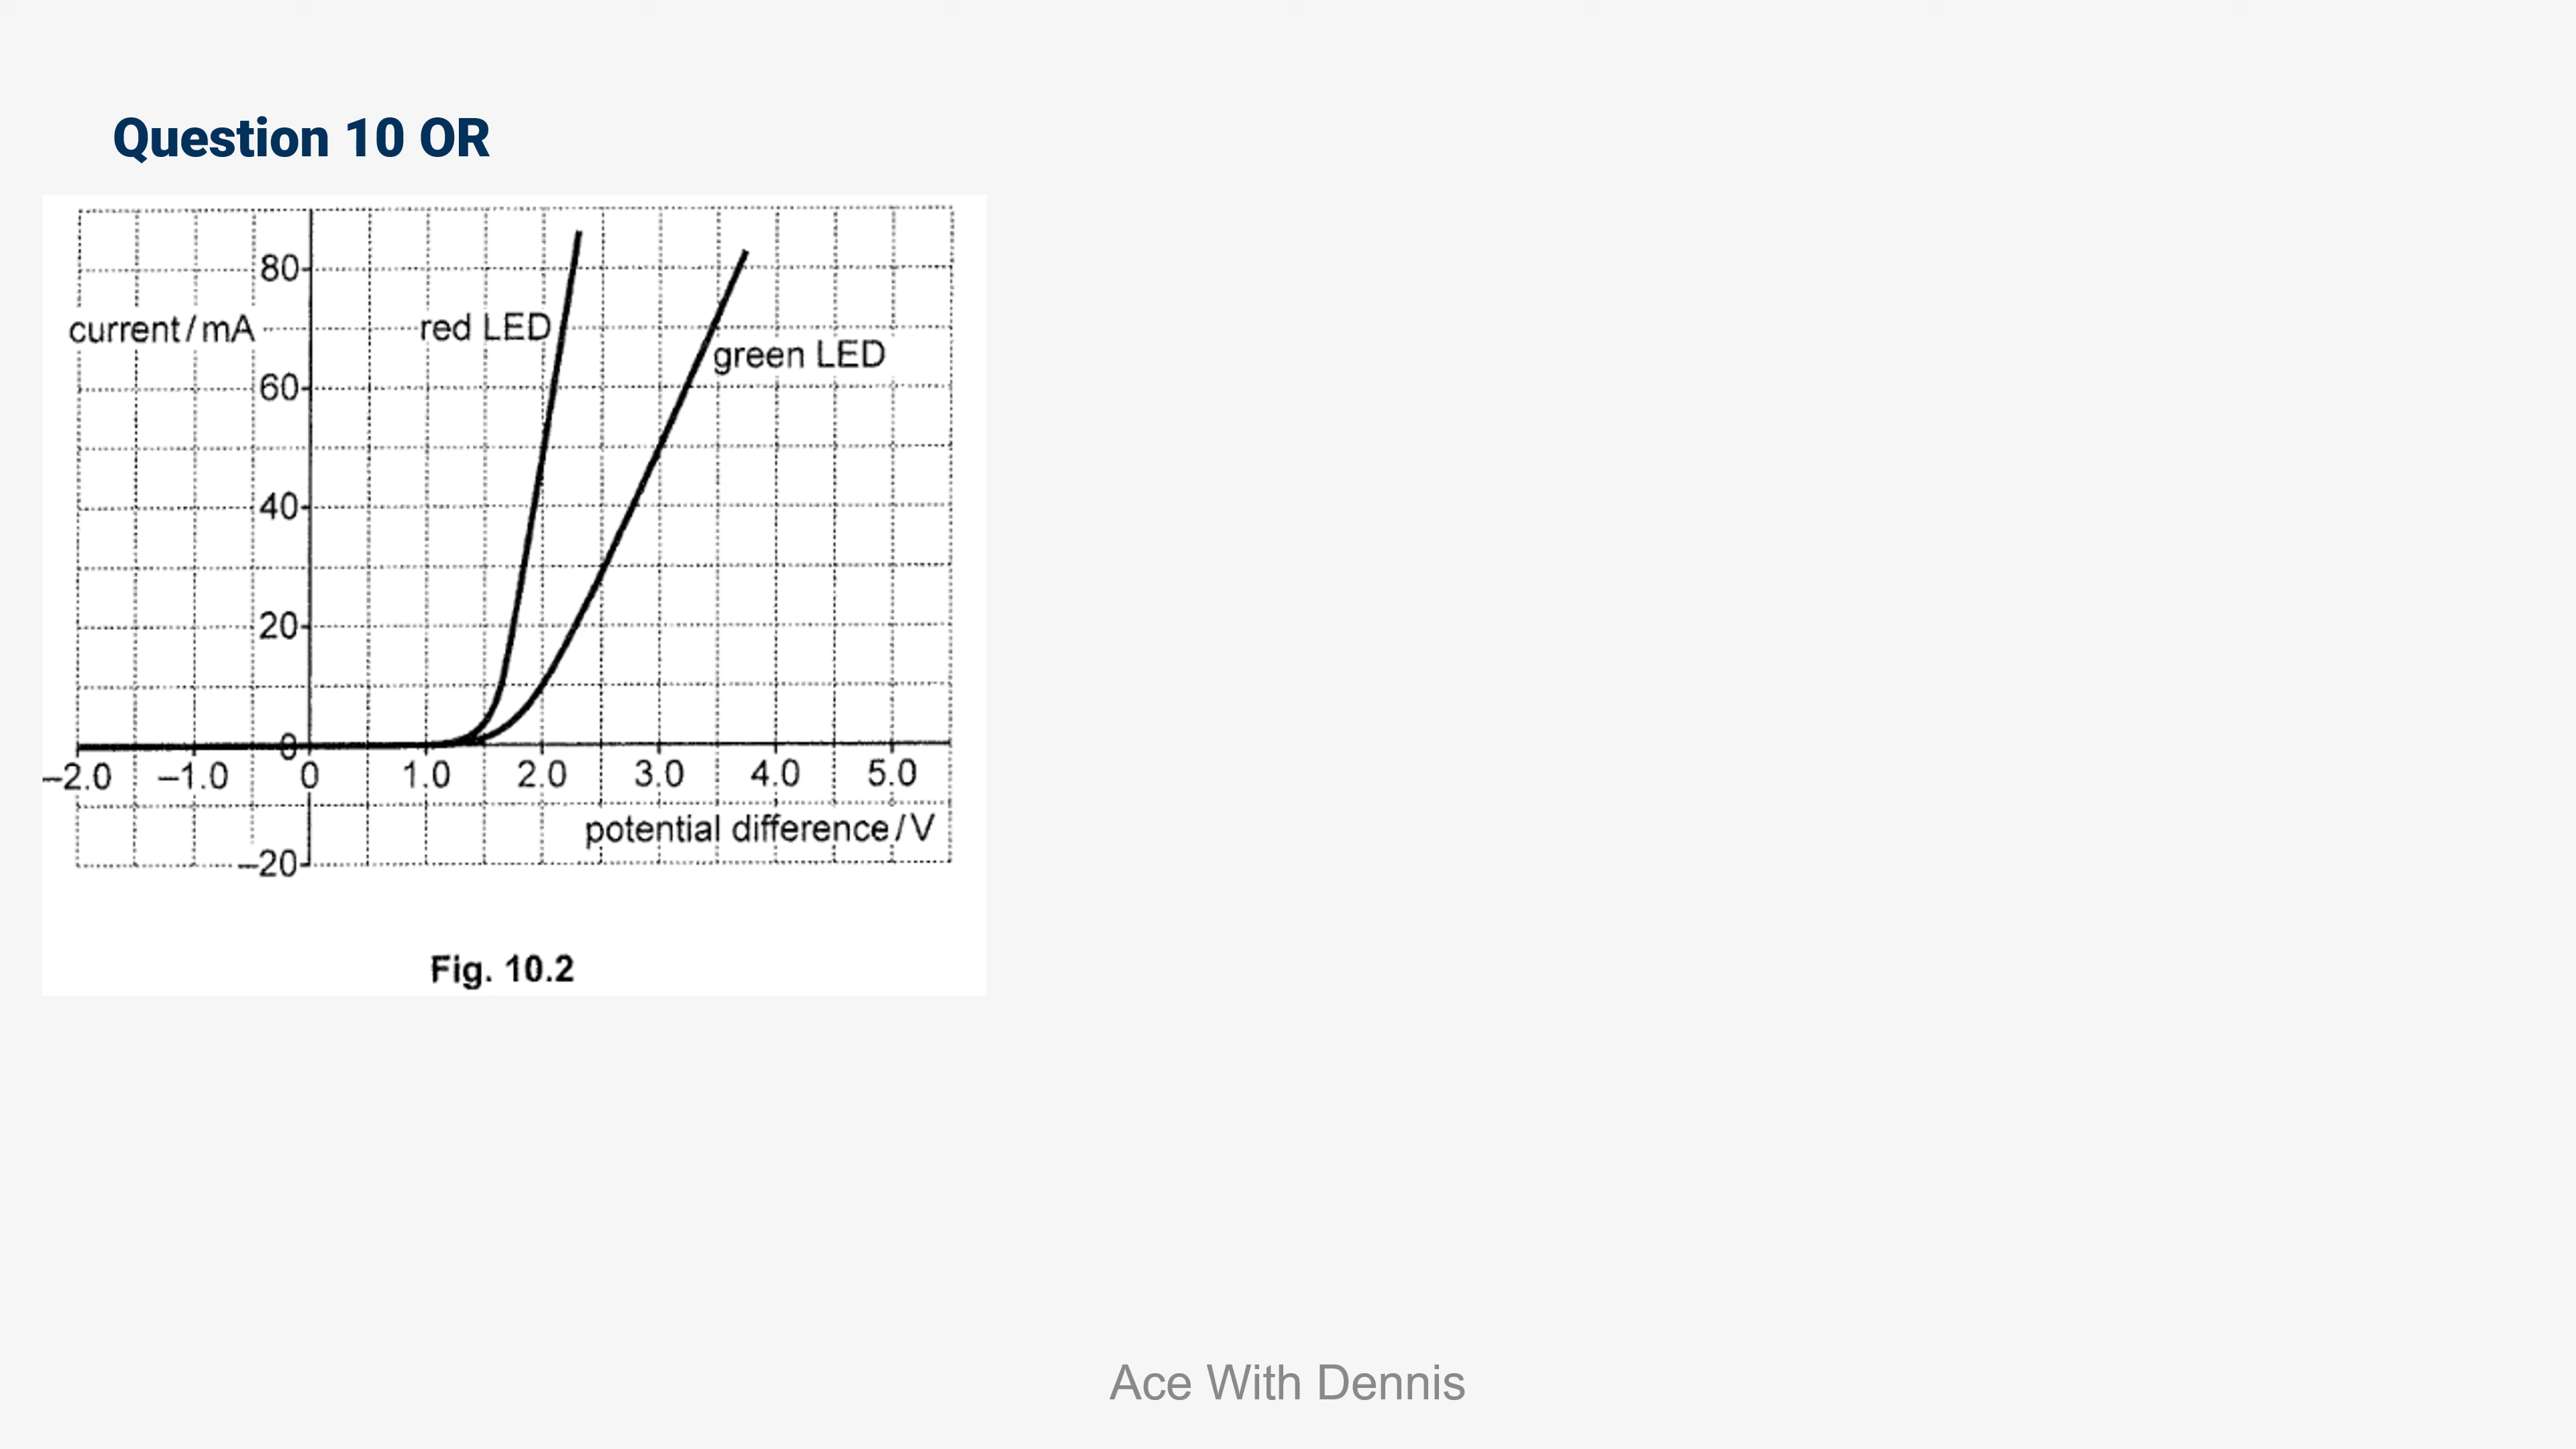 Question 10 OR
80
current / mA
red LED
green LED
60
40
20
0
–2.0 –1.0 0 1.0 2.0 3.0 4.0 5.0
potential difference / V
–20
Fig. 10.2
Ace With Dennis